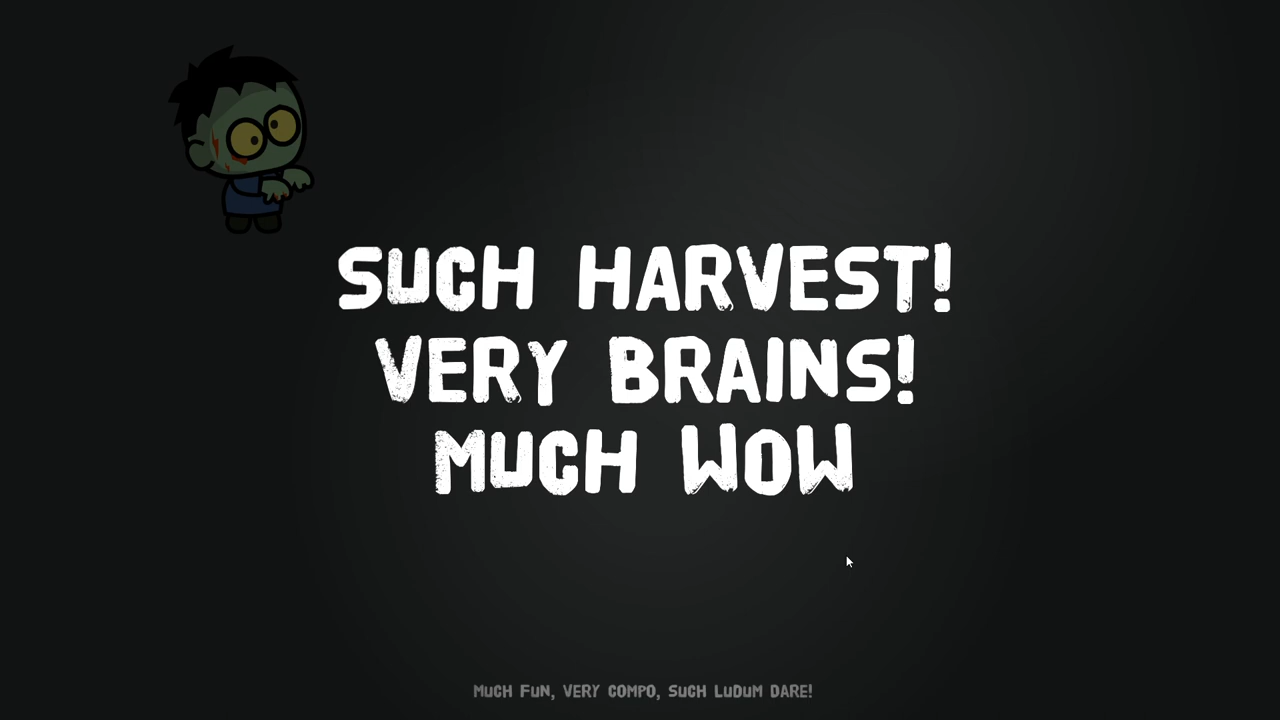 SUCH HARVEST!
VERY BRAINS!
MUCH WOW
MUCH FUN, VERY COMPO, SUCH LUDUM DARE!